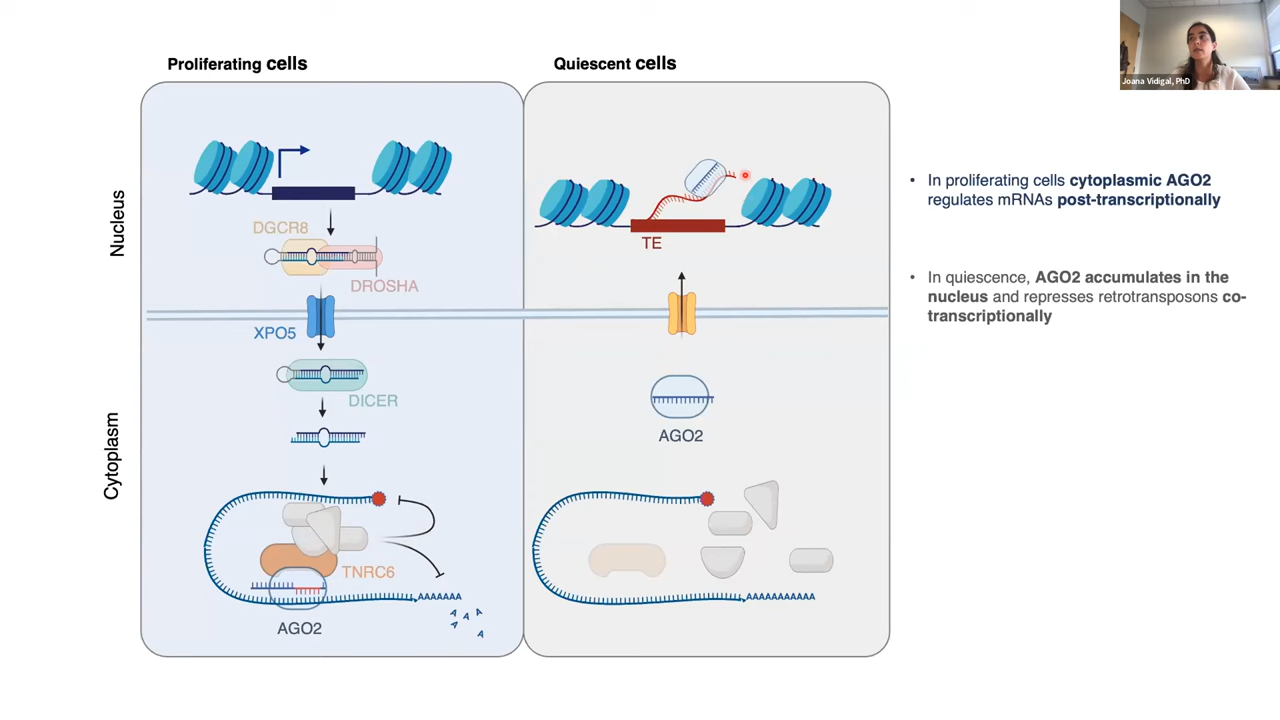 Proliferating cells
Quiescent cells
Joana Vidigal, PhD
Nucleus
Cytoplasm
DGCR8
DROSHA
XPO5
DICER
TNRC6
AAAAAAA
A
A
A
A
A
AGO2
TE
AGO2
AAAAAAAAAAA
• In proliferating cells cytoplasmic AGO2
regulates mRNAs post-transcriptionally
• In quiescence, AGO2 accumulates in the
nucleus and represses retrotransposons co-
transcriptionally